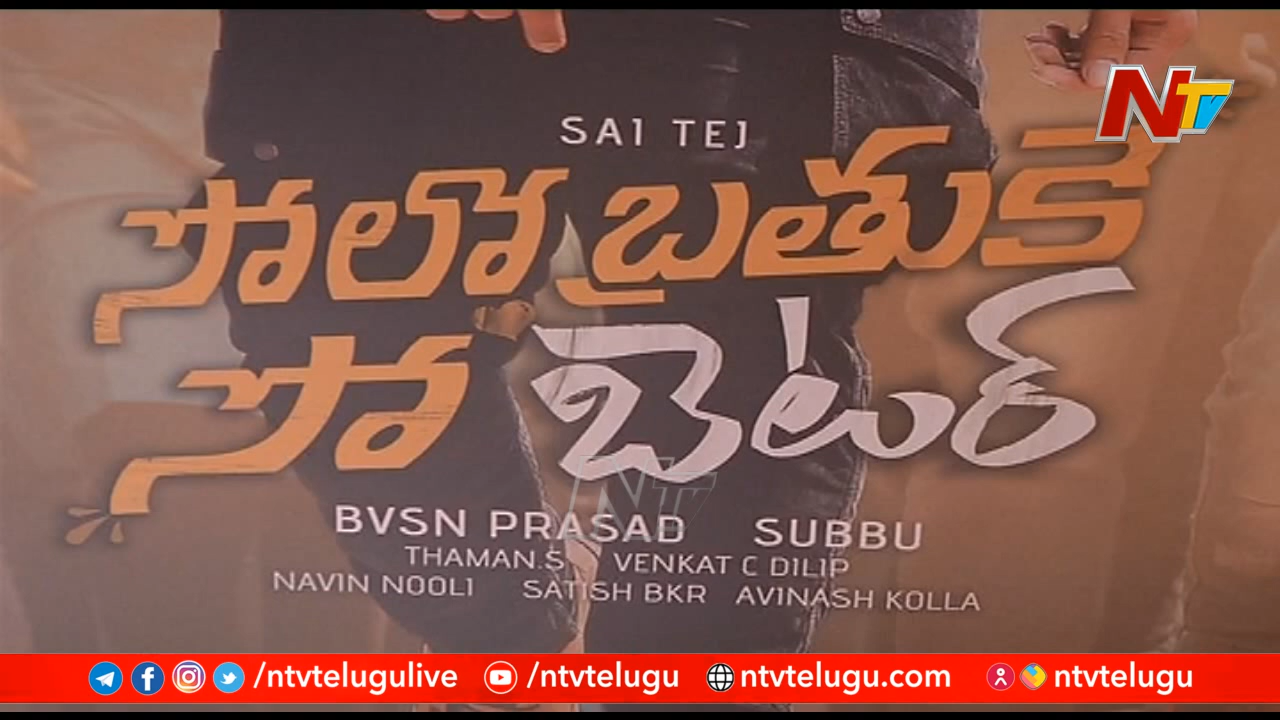 NTV
SAI TEJ
సోలో బ్రతుకే
సో బెటర్
NTV
BVSN PRASAD SUBBU
THAMAN.S VENKAT C DILIP
NAVIN NOOLI SATISH BKR AVINASH KOLLA
/ntvtelugulive /ntvtelugu ntvtelugu.com ntvtelugu